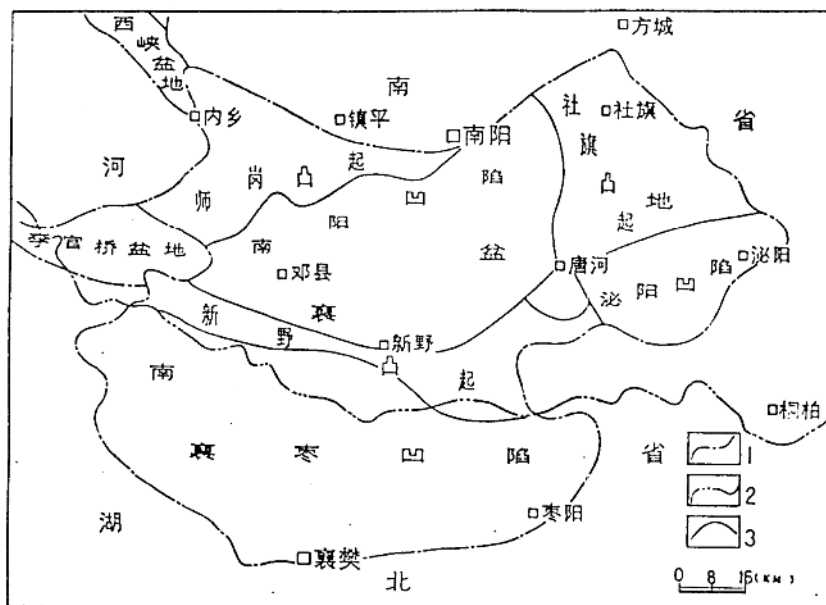 西峡盆地
方城
南
社旗
省
内乡
镇平
南阳
社旗凸起
河
师岗凸起
南阳凹陷
盆
地
李官桥盆地
泌阳
唐河
泌阳凹陷
邓县
襄
新野凸起
新野
南
桐柏
襄枣凹陷
省
1
2
枣阳
湖
3
襄樊
北
0 8 16(KM)